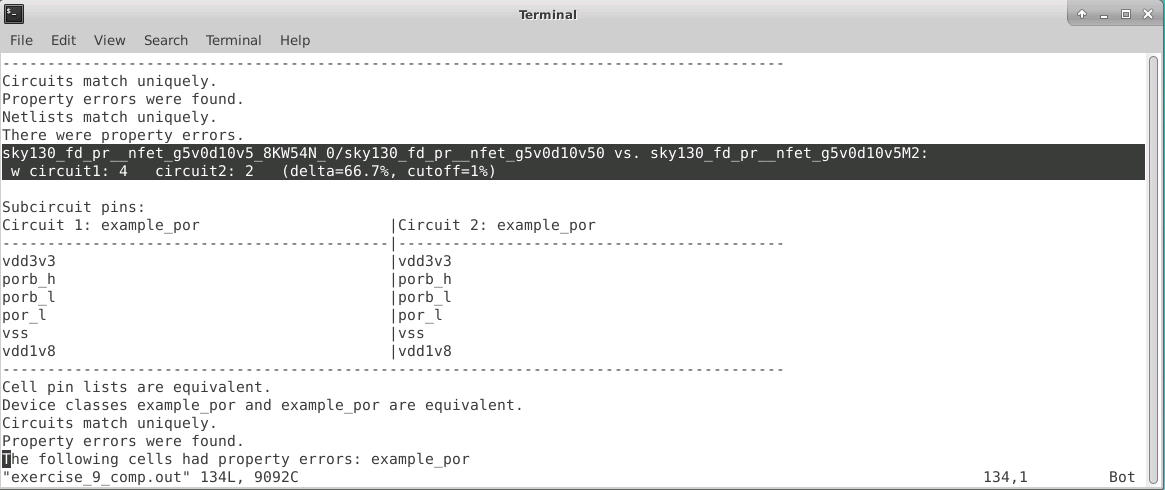 Terminal
File Edit View Search Terminal Help
---------------------------------------------------------------------------------------
Circuits match uniquely.
Property errors were found.
Netlists match uniquely.
There were property errors.
sky130_fd_pr__nfet_g5v0d10v5_8KW54N_0/sky130_fd_pr__nfet_g5v0d10v50 vs. sky130_fd_pr__nfet_g5v0d10v5M2:
 w circuit1: 4   circuit2: 2   (delta=66.7%, cutoff=1%)
Subcircuit pins:
Circuit 1: example_por                     |Circuit 2: example_por
-------------------------------------------|-------------------------------------------
vdd3v3                                     |vdd3v3
porb_h                                     |porb_h
porb_l                                     |porb_l
por_l                                      |por_l
vss                                        |vss
vdd1v8                                     |vdd1v8
---------------------------------------------------------------------------------------
Cell pin lists are equivalent.
Device classes example_por and example_por are equivalent.
Circuits match uniquely.
Property errors were found.
The following cells had property errors: example_por
"exercise_9_comp.out" 134L, 9092C                                                                            134,1         Bot